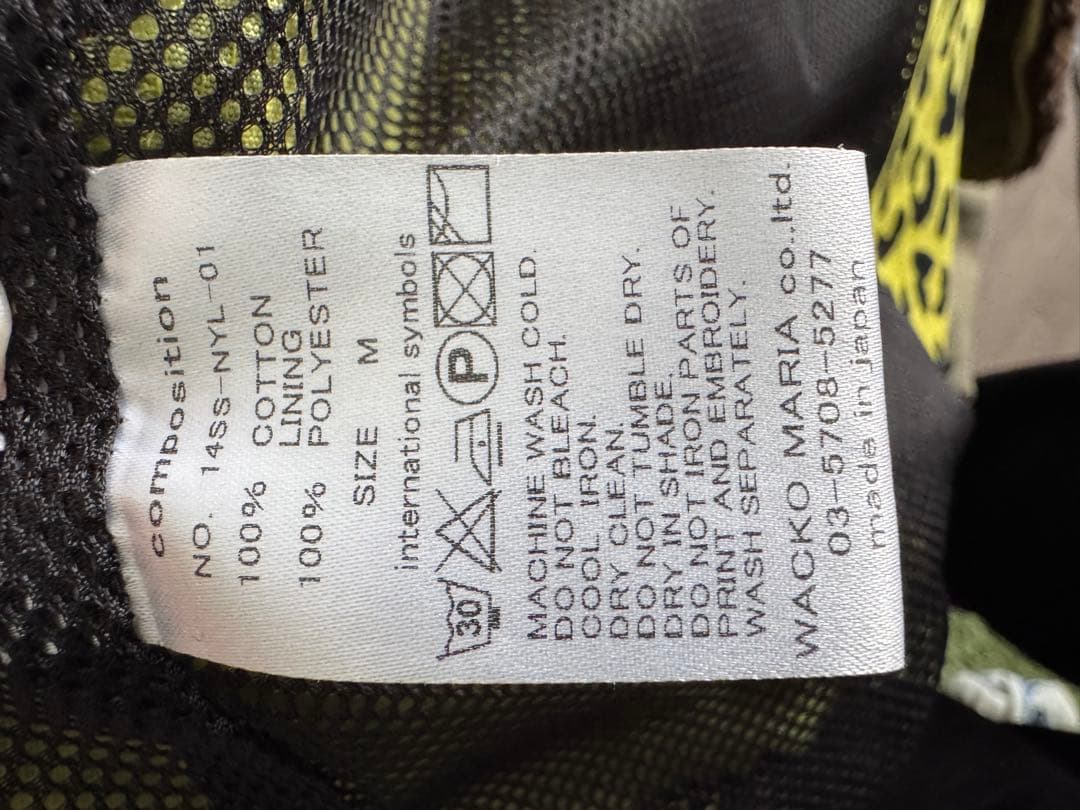 composition
NO. 14SS-NYL-01
100% COTTON
LINING
100% POLYESTER
SIZE M
international symbols
30 P
MACHINE WASH COLD.
DO NOT BLEACH.
COOL IRON.
DRY CLEAN.
DO NOT TUMBLE DRY.
DRY IN SHADE.
DO NOT IRON PARTS OF
PRINT AND EMBROIDERY.
WASH SEPARATELY.
WACKO MARIA co.,ltd.
03-5708-5277
made in japan